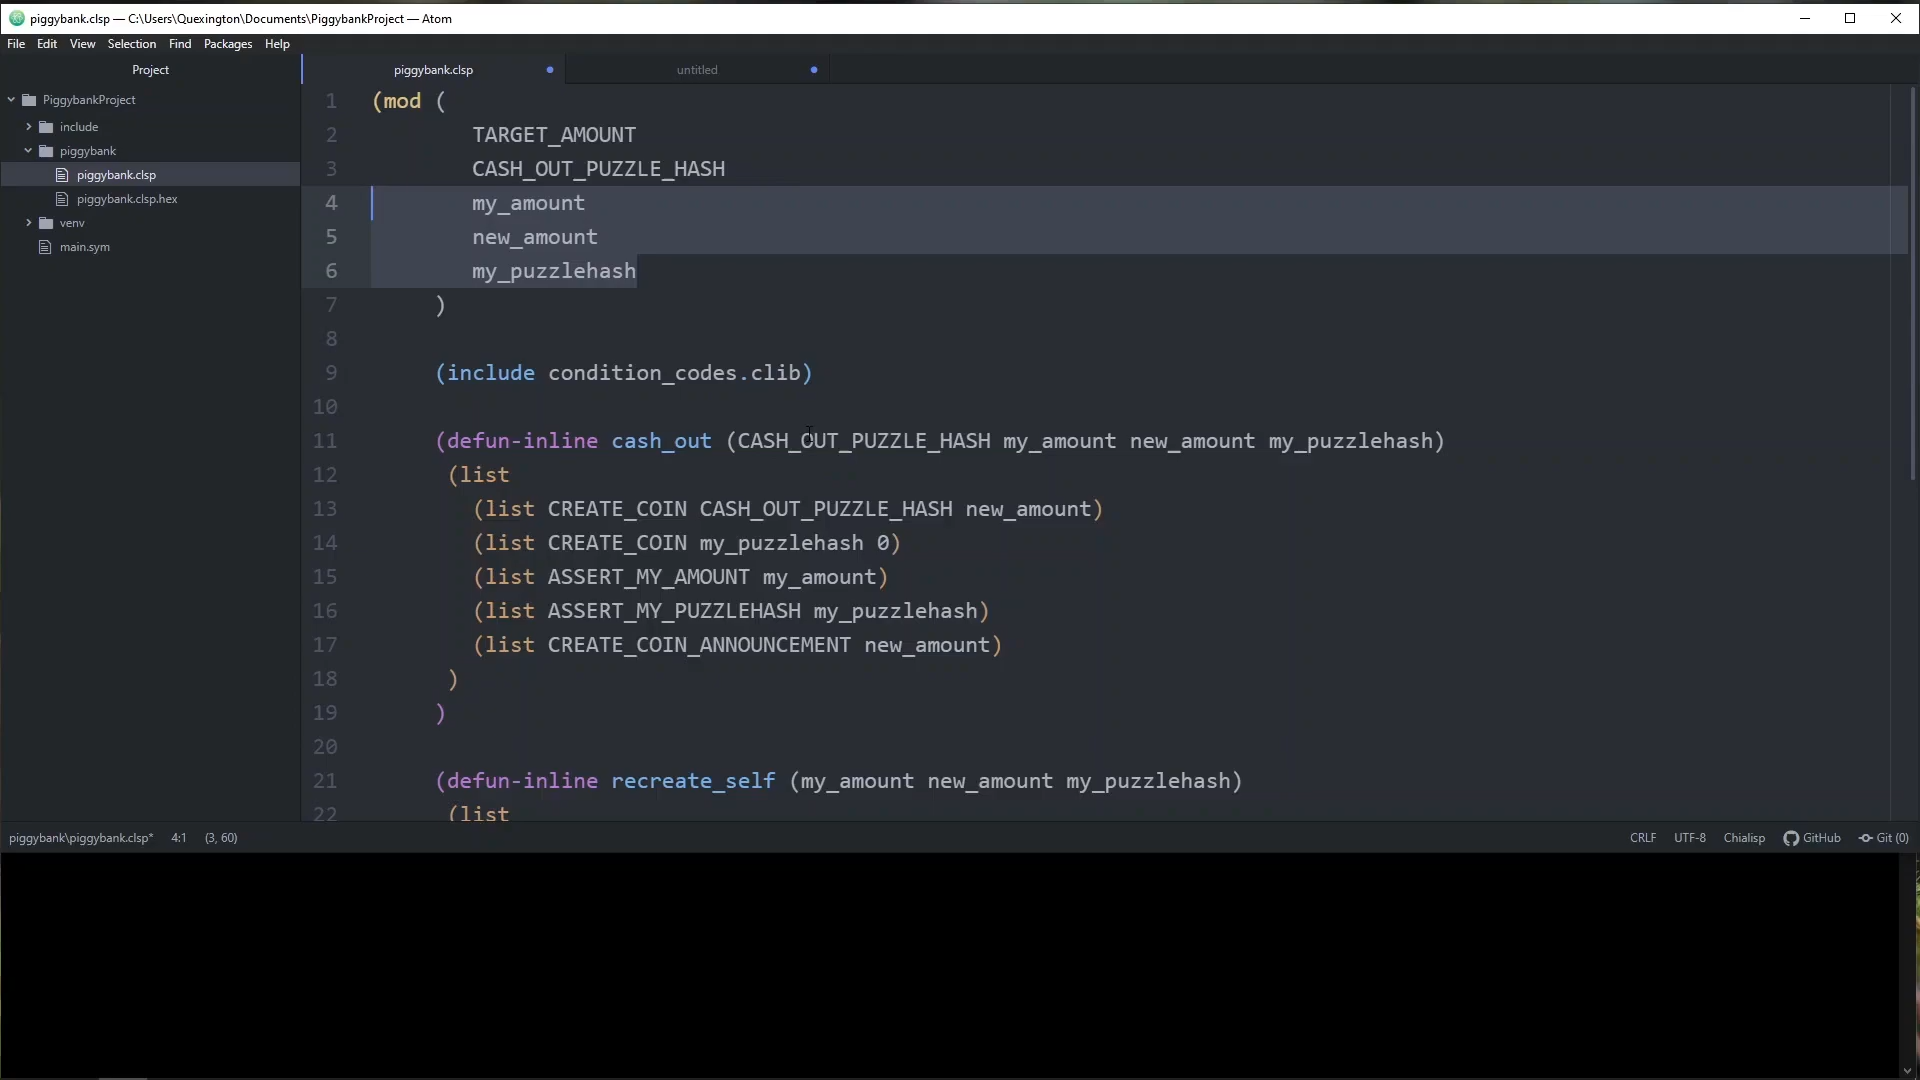 piggybank.clsp — C:\Users\Quexington\Documents\PiggybankProject — Atom
File Edit View Selection Find Packages Help
Project
piggybank.clsp
untitled
PiggybankProject
include
piggybank
piggybank.clsp
piggybank.clsp.hex
venv
main.sym
1 (mod (
2 TARGET_AMOUNT
3 CASH_OUT_PUZZLE_HASH
4 my_amount
5 new_amount
6 my_puzzlehash
7 )
8
9 (include condition_codes.clib)
10
11 (defun-inline cash_out (CASH_OUT_PUZZLE_HASH my_amount new_amount my_puzzlehash)
12 (list
13 (list CREATE_COIN CASH_OUT_PUZZLE_HASH new_amount)
14 (list CREATE_COIN my_puzzlehash 0)
15 (list ASSERT_MY_AMOUNT my_amount)
16 (list ASSERT_MY_PUZZLEHASH my_puzzlehash)
17 (list CREATE_COIN_ANNOUNCEMENT new_amount)
18 )
19 )
20
21 (defun-inline recreate_self (my_amount new_amount my_puzzlehash)
22 (list
piggybank\piggybank.clsp* 4:1 (3, 60)
CRLF UTF-8 Chialisp GitHub Git (0)